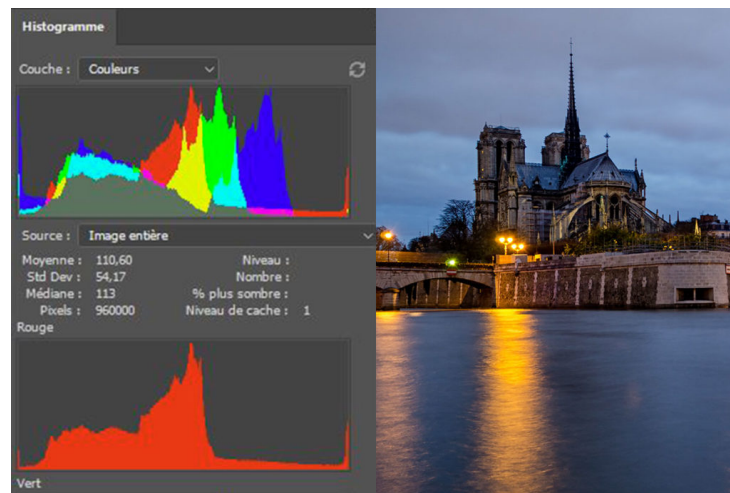 Histogramme
Couche : Couleurs
Source : Image entière
Moyenne : 110,60 Niveau :
Std Dev : 54,17 Nombre :
Médiane : 113 % plus sombre :
Pixels : 960000 Niveau de cache : 1
Rouge
Vert